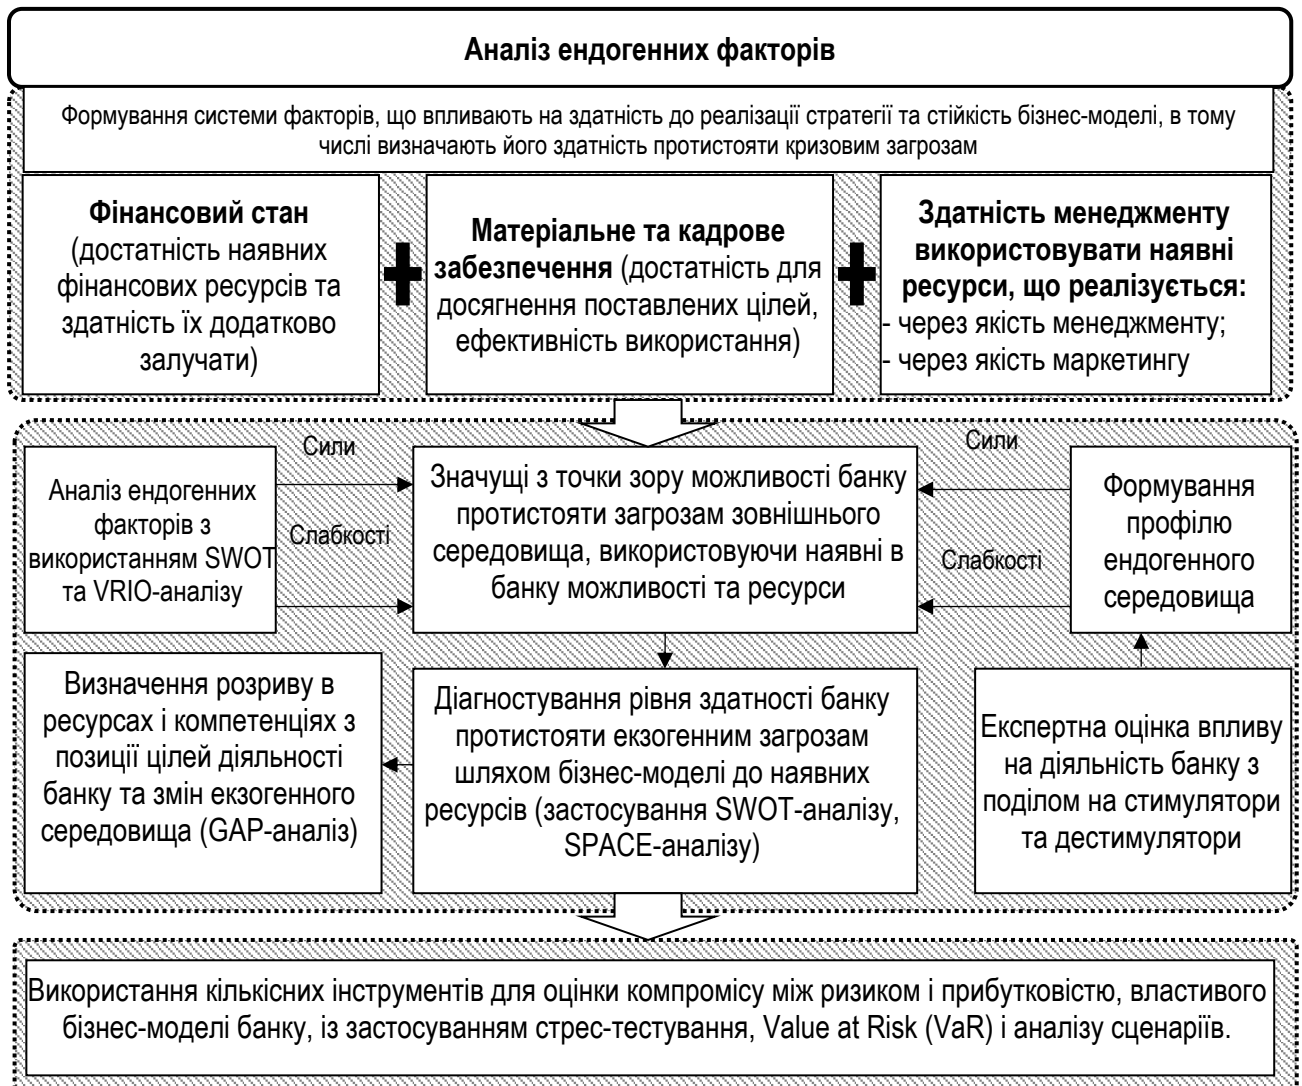 Аналіз ендогенних факторів
Формування системи факторів, що впливають на здатність до реалізації стратегії та стійкість бізнес-моделі, в тому
числі визначають його здатність протистояти кризовим загрозам
Фінансовий стан
(достатність наявних
фінансових ресурсів та
здатність їх додатково
залучати)
Матеріальне та кадрове
забезпечення (достатність для
досягнення поставлених цілей,
ефективність використання)
Здатність менеджменту
використовувати наявні
ресурси, що реалізується:
- через якість менеджменту;
- через якість маркетингу
Аналіз ендогенних
факторів з
використанням SWOT
та VRIO-аналізу
Сили
Слабкості
Значущі з точки зору можливості банку
протистояти загрозам зовнішнього
середовища, використовуючи наявні в
банку можливості та ресурси
Сили
Слабкості
Формування
профілю
ендогенного
середовища
Визначення розриву в
ресурсах і компетенціях з
позиції цілей діяльності
банку та змін екзогенного
середовища (GAP-аналіз)
Діагностування рівня здатності банку
протистояти екзогенним загрозам
шляхом бізнес-моделі до наявних
ресурсів (застосування SWOT-аналізу,
SPACE-аналізу)
Експертна оцінка впливу
на діяльність банку з
поділом на стимулятори
та дестимулятори
Використання кількісних інструментів для оцінки компромісу між ризиком і прибутковістю, властивого
бізнес-моделі банку, із застосуванням стрес-тестування, Value at Risk (VaR) і аналізу сценаріїв.